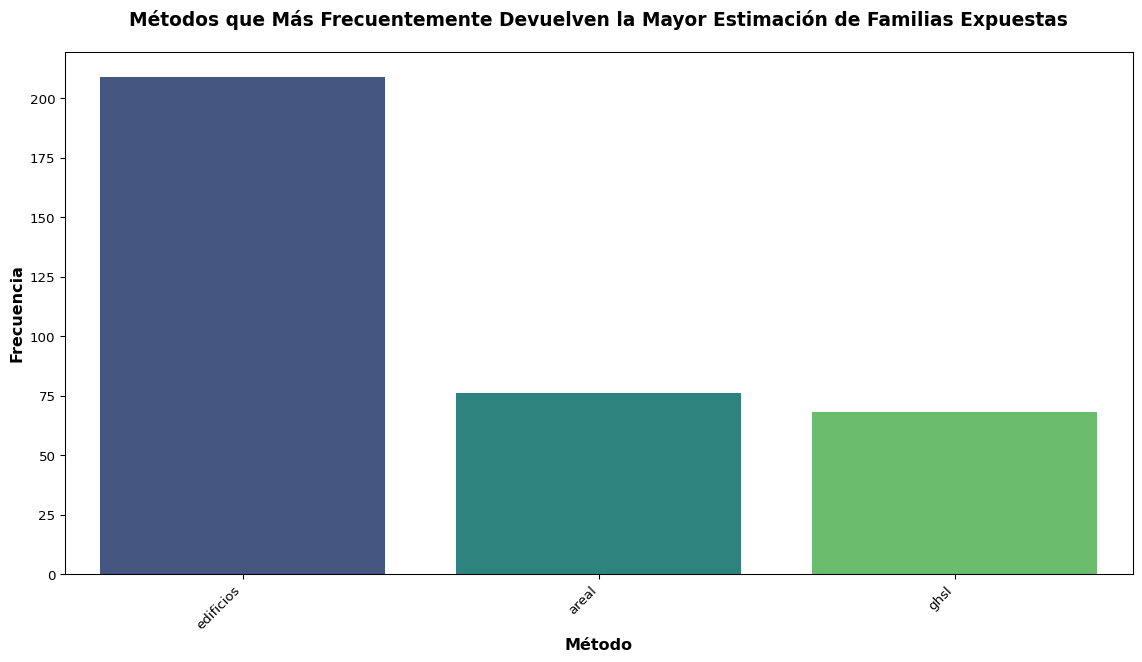 Métodos que Más Frecuentemente Devuelven la Mayor Estimación de Familias Expuestas
Frecuencia
200
175
150
125
100
75
50
25
0
edificios
areal
ghsl
Método